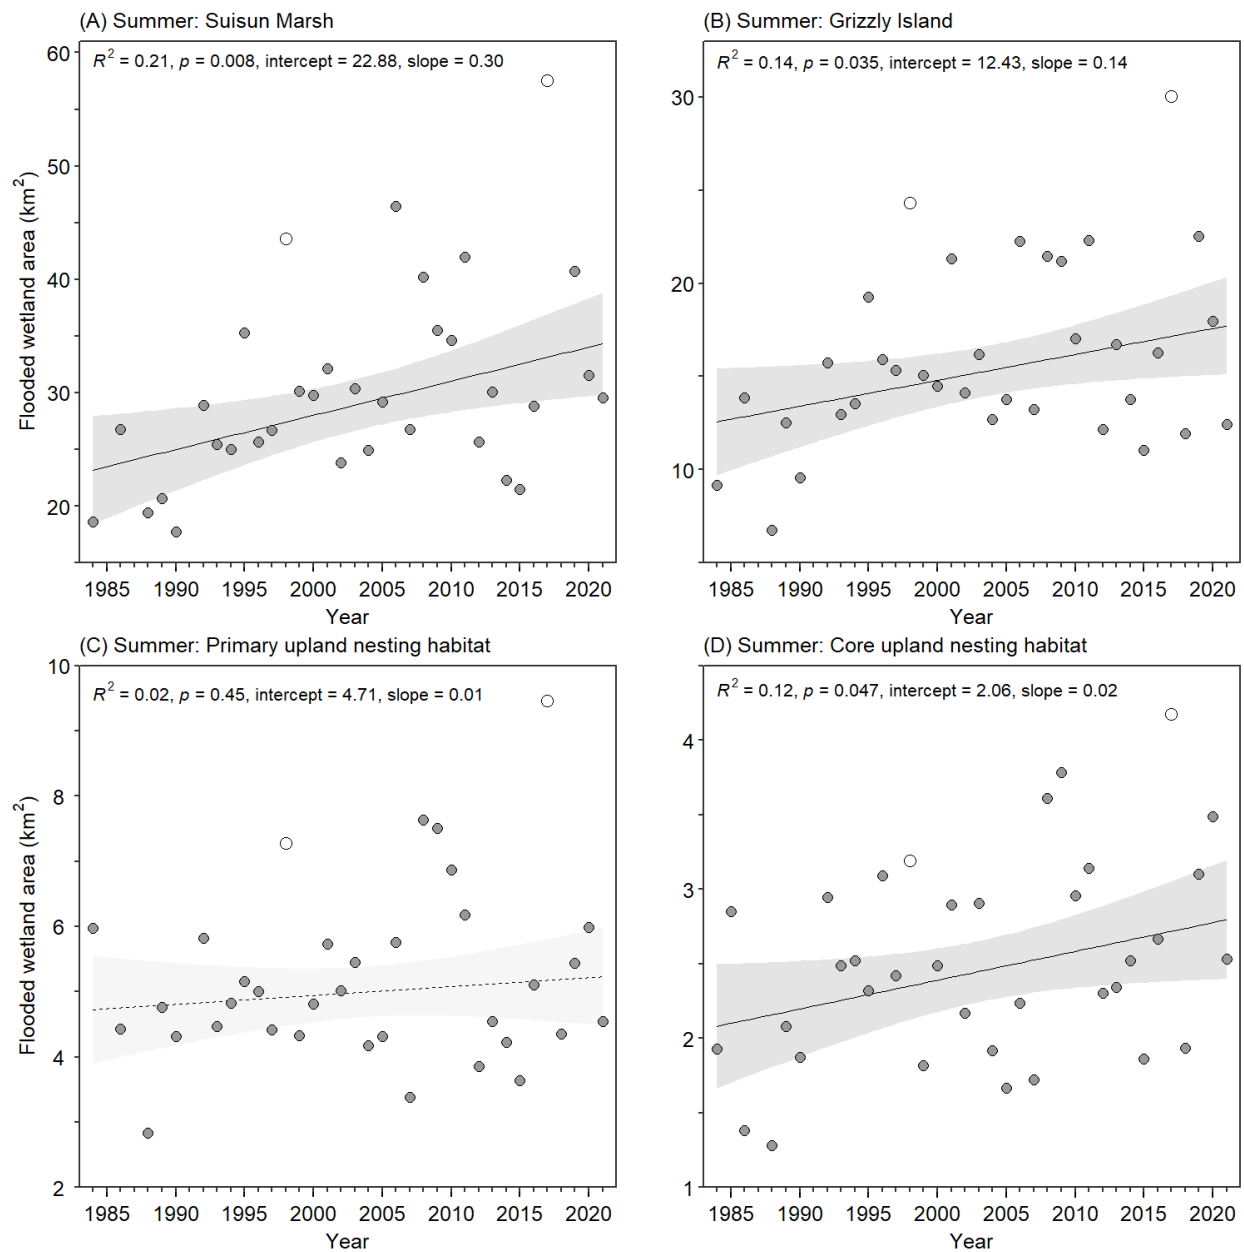 (A) Summer: Suisun Marsh
R² = 0.21, p = 0.008, intercept = 22.88, slope = 0.30
Flooded wetland area (km²)
60
50
40
30
20
1985 1990 1995 2000 2005 2010 2015 2020
Year
(B) Summer: Grizzly Island
R² = 0.14, p = 0.035, intercept = 12.43, slope = 0.14
30
20
10
1985 1990 1995 2000 2005 2010 2015 2020
Year
(C) Summer: Primary upland nesting habitat
R² = 0.02, p = 0.45, intercept = 4.71, slope = 0.01
Flooded wetland area (km²)
10
8
6
4
2
1985 1990 1995 2000 2005 2010 2015 2020
Year
(D) Summer: Core upland nesting habitat
R² = 0.12, p = 0.047, intercept = 2.06, slope = 0.02
4
3
2
1
1985 1990 1995 2000 2005 2010 2015 2020
Year